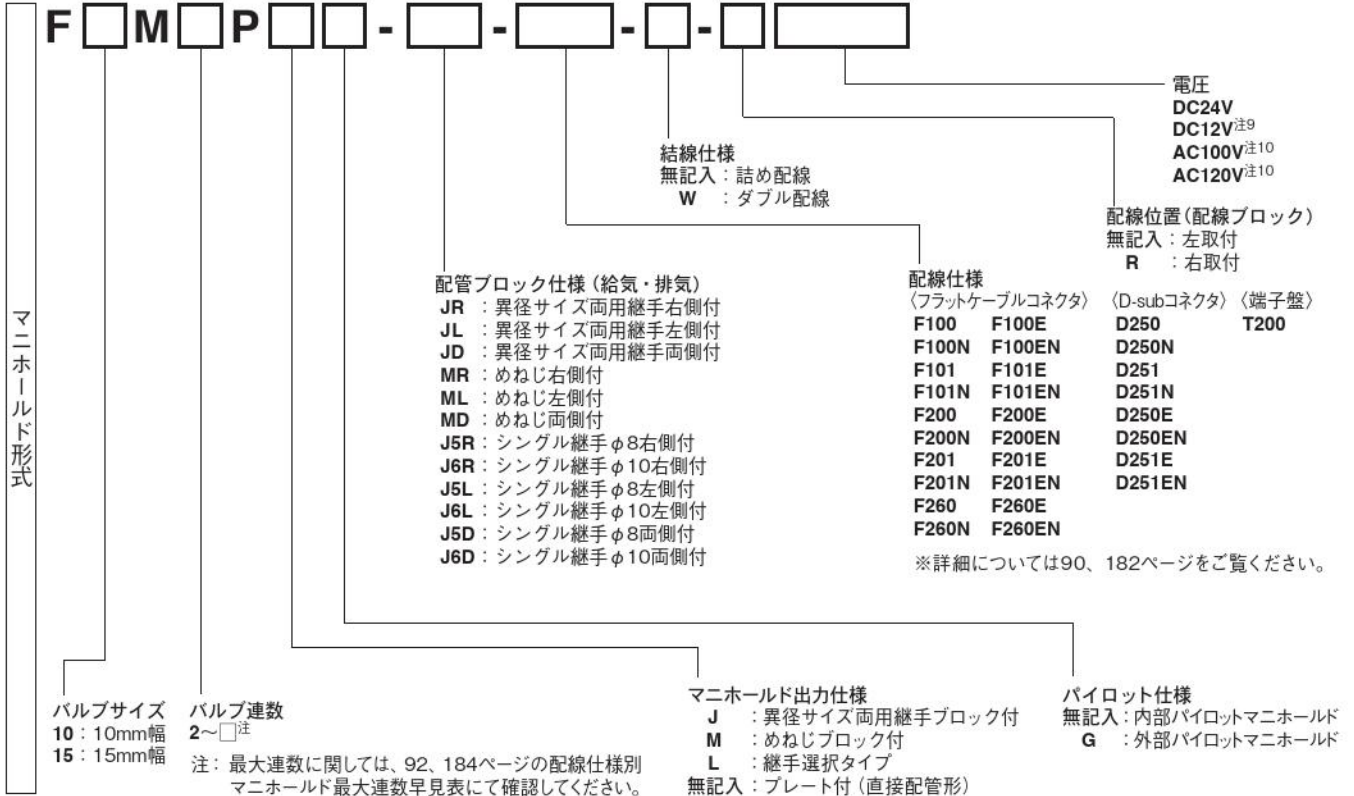 F□M□P□□-□-□-□-□□
マニホールド形式
電圧
DC24V
DC12V注9
AC100V注10
AC120V注10
結線仕様
無記入：詰め配線
W ：ダブル配線
配線位置（配線ブロック）
無記入：左取付
R ：右取付
配管ブロック仕様（給気・排気）
JR ：異径サイズ両用継手右側付
JL ：異径サイズ両用継手左側付
JD ：異径サイズ両用継手両側付
MR ：めねじ右側付
ML ：めねじ左側付
MD ：めねじ両側付
J5R：シングル継手φ8右側付
J6R：シングル継手φ10右側付
J5L：シングル継手φ8左側付
J6L：シングル継手φ10左側付
J5D：シングル継手φ8両側付
J6D：シングル継手φ10両側付
配線仕様
〈フラットケーブルコネクタ〉 〈D-subコネクタ〉 〈端子盤〉
F100 F100E D250 T200
F100N F100EN D250N
F101 F101E D251
F101N F101EN D251N
F200 F200E D250E
F200N F200EN D250EN
F201 F201E D251E
F201N F201EN D251EN
F260 F260E
F260N F260EN
※詳細については90、182ページをご覧ください。
バルブサイズ
10：10mm幅
15：15mm幅
バルブ連数
2～□注
注：最大連数に関しては、92、184ページの配線仕様別
マニホールド最大連数早見表にて確認してください。
マニホールド出力仕様
J ：異径サイズ両用継手ブロック付
M ：めねじブロック付
L ：継手選択タイプ
無記入：プレート付（直接配管形）
パイロット仕様
無記入：内部パイロットマニホールド
G ：外部パイロットマニホールド